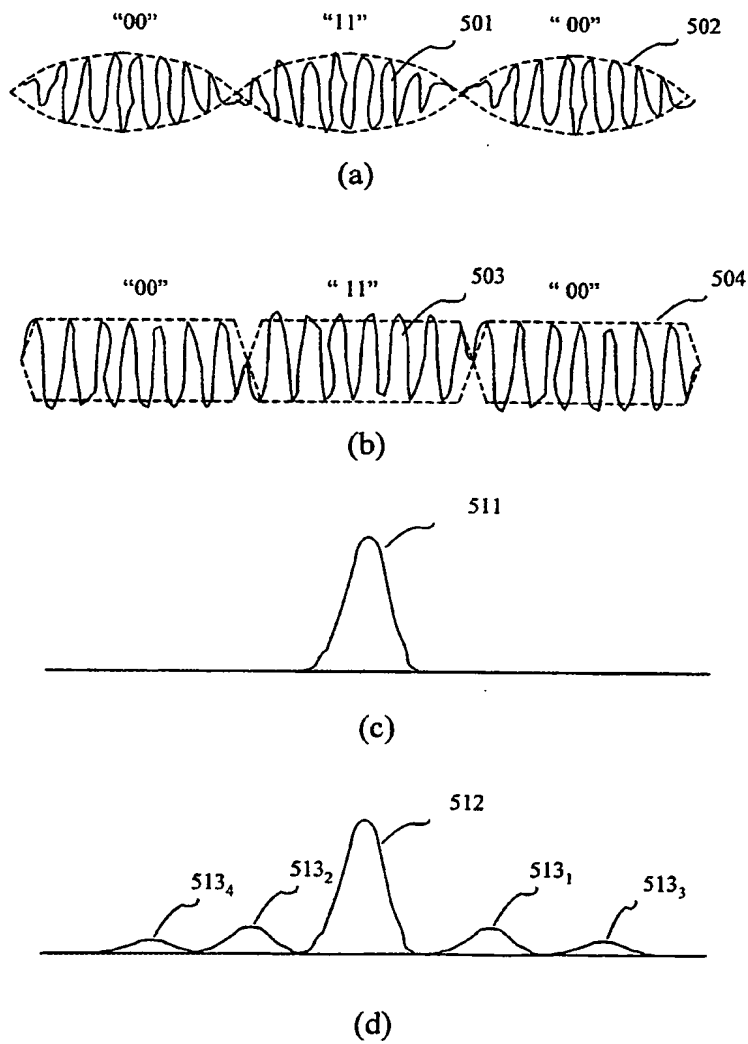 “00” “11” 501 “ 00” 502
(a)
“00” “ 11” 503 “ 00” 504
(b)
511
(c)
512
513₄ 513₂ 513₁ 513₃
(d)